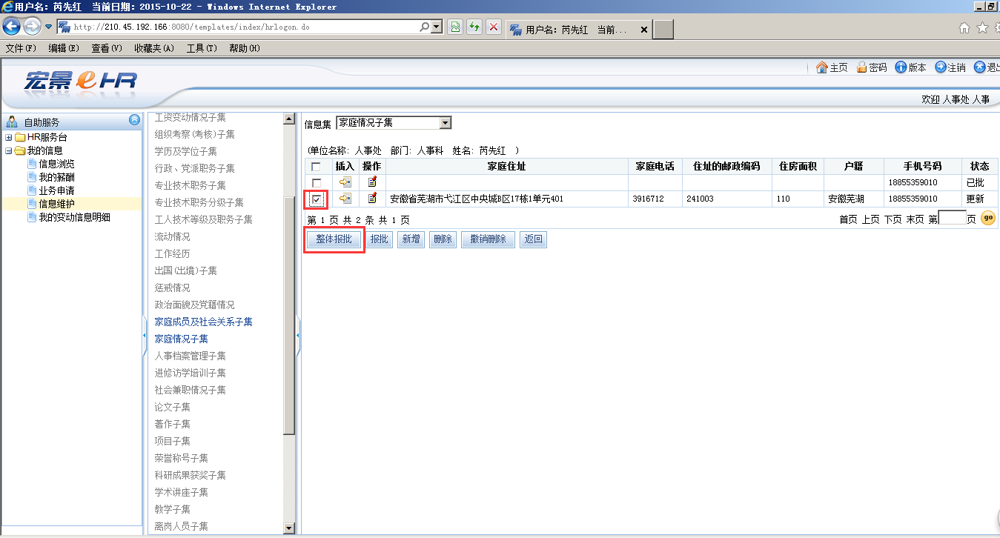 用户名：芮先红 当前日期：2015-10-22 - Windows Internet Explorer
http://210.45.192.166:8080/templates/index/hrlogon.do
用户名：芮先红 当前...
文件(F) 编辑(E) 查看(V) 收藏夹(A) 工具(T) 帮助(H)
宏景eHR
主页 密码 版本 注销 退出
欢迎 人事处 人事
自助服务
HR服务台
我的信息
信息浏览
我的薪酬
业务申请
信息维护
我的变动信息明细
工资变动情况子集
组织考察(考核)子集
学历及学位子集
行政、党派职务子集
专业技术职务子集
专业技术职务分级子集
工人技术等级及职务子集
流动情况
工作经历
出国(出境)子集
惩戒情况
政治面貌及党籍情况
家庭成员及社会关系子集
家庭情况子集
人事档案管理子集
进修访学培训子集
社会兼职情况子集
论文子集
著作子集
项目子集
荣誉称号子集
科研成果获奖子集
学术讲座子集
教学子集
离岗人员子集
信息集 家庭情况子集
(单位名称: 人事处 部门: 人事科 姓名: 芮先红 )
插入 操作 家庭住址 家庭电话 住址的邮政编码 住房面积 户籍 手机号码 状态
18855359010 已批
安徽省芜湖市弋江区中央城B区17栋1单元401 3916712 241003 110 安徽芜湖 18855359010 更新
第 1 页 共 2 条 共 1 页 首页 上页 下页 末页 第 页 go
整体报批 报批 新增 删除 撤销删除 返回